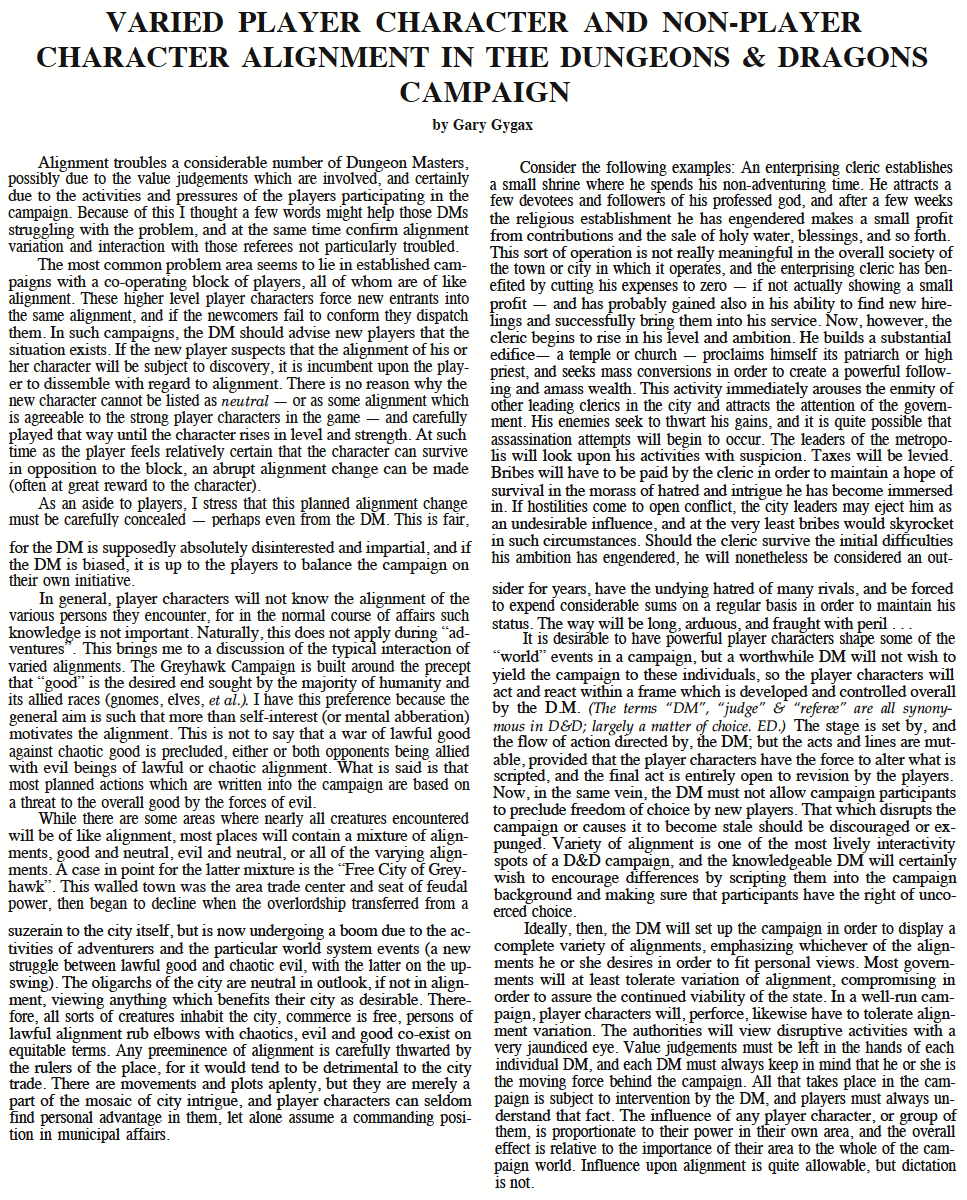 VARIED PLAYER CHARACTER AND NON-PLAYER
CHARACTER ALIGNMENT IN THE DUNGEONS & DRAGONS
CAMPAIGN
by Gary Gygax
Alignment troubles a considerable number of Dungeon Masters,
possibly due to the value judgements which are involved, and certainly
due to the activities and pressures of the players participating in the
campaign. Because of this I thought a few words might help those DMs
struggling with the problem, and at the same time confirm alignment
variation and interaction with those referees not particularly troubled.
The most common problem area seems to lie in established cam-
paigns with a co-operating block of players, all of whom are of like
alignment. These higher level player characters force new entrants into
the same alignment, and if the newcomers fail to conform they dispatch
them. In such campaigns, the DM should advise new players that the
situation exists. If the new player suspects that the alignment of his or
her character will be subject to discovery, it is incumbent upon the play-
er to dissemble with regard to alignment. There is no reason why the
new character cannot be listed as neutral — or as some alignment which
is agreeable to the strong player characters in the game — and carefully
played that way until the character rises in level and strength. At such
time as the player feels relatively certain that the character can survive
in opposition to the block, an abrupt alignment change can be made
(often at great reward to the character).
As an aside to players, I stress that this planned alignment change
must be carefully concealed — perhaps even from the DM. This is fair,
for the DM is supposedly absolutely disinterested and impartial, and if
the DM is biased, it is up to the players to balance the campaign on
their own initiative.
In general, player characters will not know the alignment of the
various persons they encounter, for in the normal course of affairs such
knowledge is not important. Naturally, this does not apply during “ad-
ventures”. This brings me to a discussion of the typical interaction of
varied alignments. The Greyhawk Campaign is built around the precept
that “good” is the desired end sought by the majority of humanity and
its allied races (gnomes, elves, et al.). I have this preference because the
general aim is such that more than self-interest (or mental abberation)
motivates the alignment. This is not to say that a war of lawful good
against chaotic good is precluded, either or both opponents being allied
with evil beings of lawful or chaotic alignment. What is said is that
most planned actions which are written into the campaign are based on
a threat to the overall good by the forces of evil.
While there are some areas where nearly all creatures encountered
will be of like alignment, most places will contain a mixture of align-
ments, good and neutral, evil and neutral, or all of the varying align-
ments. A case in point for the latter mixture is the “Free City of Grey-
hawk”. This walled town was the area trade center and seat of feudal
power, then began to decline when the overlordship transferred from a
suzerain to the city itself, but is now undergoing a boom due to the ac-
tivities of adventurers and the particular world system events (a new
struggle between lawful good and chaotic evil, with the latter on the up-
swing). The oligarchs of the city are neutral in outlook, if not in align-
ment, viewing anything which benefits their city as desirable. There-
fore, all sorts of creatures inhabit the city, commerce is free, persons of
lawful alignment rub elbows with chaotics, evil and good co-exist on
equitable terms. Any preeminence of alignment is carefully thwarted by
the rulers of the place, for it would tend to be detrimental to the city
trade. There are movements and plots aplenty, but they are merely a
part of the mosaic of city intrigue, and player characters can seldom
find personal advantage in them, let alone assume a commanding posi-
tion in municipal affairs.
Consider the following examples: An enterprising cleric establishes
a small shrine where he spends his non-adventuring time. He attracts a
few devotees and followers of his professed god, and after a few weeks
the religious establishment he has engendered makes a small profit
from contributions and the sale of holy water, blessings, and so forth.
This sort of operation is not really meaningful in the overall society of
the town or city in which it operates, and the enterprising cleric has ben-
efited by cutting his expenses to zero — if not actually showing a small
profit — and has probably gained also in his ability to find new hire-
lings and successfully bring them into his service. Now, however, the
cleric begins to rise in his level and ambition. He builds a substantial
edifice— a temple or church — proclaims himself its patriarch or high
priest, and seeks mass conversions in order to create a powerful follow-
ing and amass wealth. This activity immediately arouses the enmity of
other leading clerics in the city and attracts the attention of the govern-
ment. His enemies seek to thwart his gains, and it is quite possible that
assassination attempts will begin to occur. The leaders of the metropo-
lis will look upon his activities with suspicion. Taxes will be levied.
Bribes will have to be paid by the cleric in order to maintain a hope of
survival in the morass of hatred and intrigue he has become immersed
in. If hostilities come to open conflict, the city leaders may eject him as
an undesirable influence, and at the very least bribes would skyrocket
in such circumstances. Should the cleric survive the initial difficulties
his ambition has engendered, he will nonetheless be considered an out-
sider for years, have the undying hatred of many rivals, and be forced
to expend considerable sums on a regular basis in order to maintain his
status. The way will be long, arduous, and fraught with peril . . .
It is desirable to have powerful player characters shape some of the
“world” events in a campaign, but a worthwhile DM will not wish to
yield the campaign to these individuals, so the player characters will
act and react within a frame which is developed and controlled overall
by the D.M. (The terms “DM”, “judge” & “referee” are all synony-
mous in D&D; largely a matter of choice. ED.) The stage is set by, and
the flow of action directed by, the DM; but the acts and lines are mut-
able, provided that the player characters have the force to alter what is
scripted, and the final act is entirely open to revision by the players.
Now, in the same vein, the DM must not allow campaign participants
to preclude freedom of choice by new players. That which disrupts the
campaign or causes it to become stale should be discouraged or ex-
punged. Variety of alignment is one of the most lively interactivity
spots of a D&D campaign, and the knowledgeable DM will certainly
wish to encourage differences by scripting them into the campaign
background and making sure that participants have the right of unco-
erced choice.
Ideally, then, the DM will set up the campaign in order to display a
complete variety of alignments, emphasizing whichever of the align-
ments he or she desires in order to fit personal views. Most govern-
ments will at least tolerate variation of alignment, compromising in
order to assure the continued viability of the state. In a well-run cam-
paign, player characters will, perforce, likewise have to tolerate align-
ment variation. The authorities will view disruptive activities with a
very jaundiced eye. Value judgements must be left in the hands of each
individual DM, and each DM must always keep in mind that he or she is
the moving force behind the campaign. All that takes place in the cam-
paign is subject to intervention by the DM, and players must always un-
derstand that fact. The influence of any player character, or group of
them, is proportionate to their power in their own area, and the overall
effect is relative to the importance of their area to the whole of the cam-
paign world. Influence upon alignment is quite allowable, but dictation
is not.